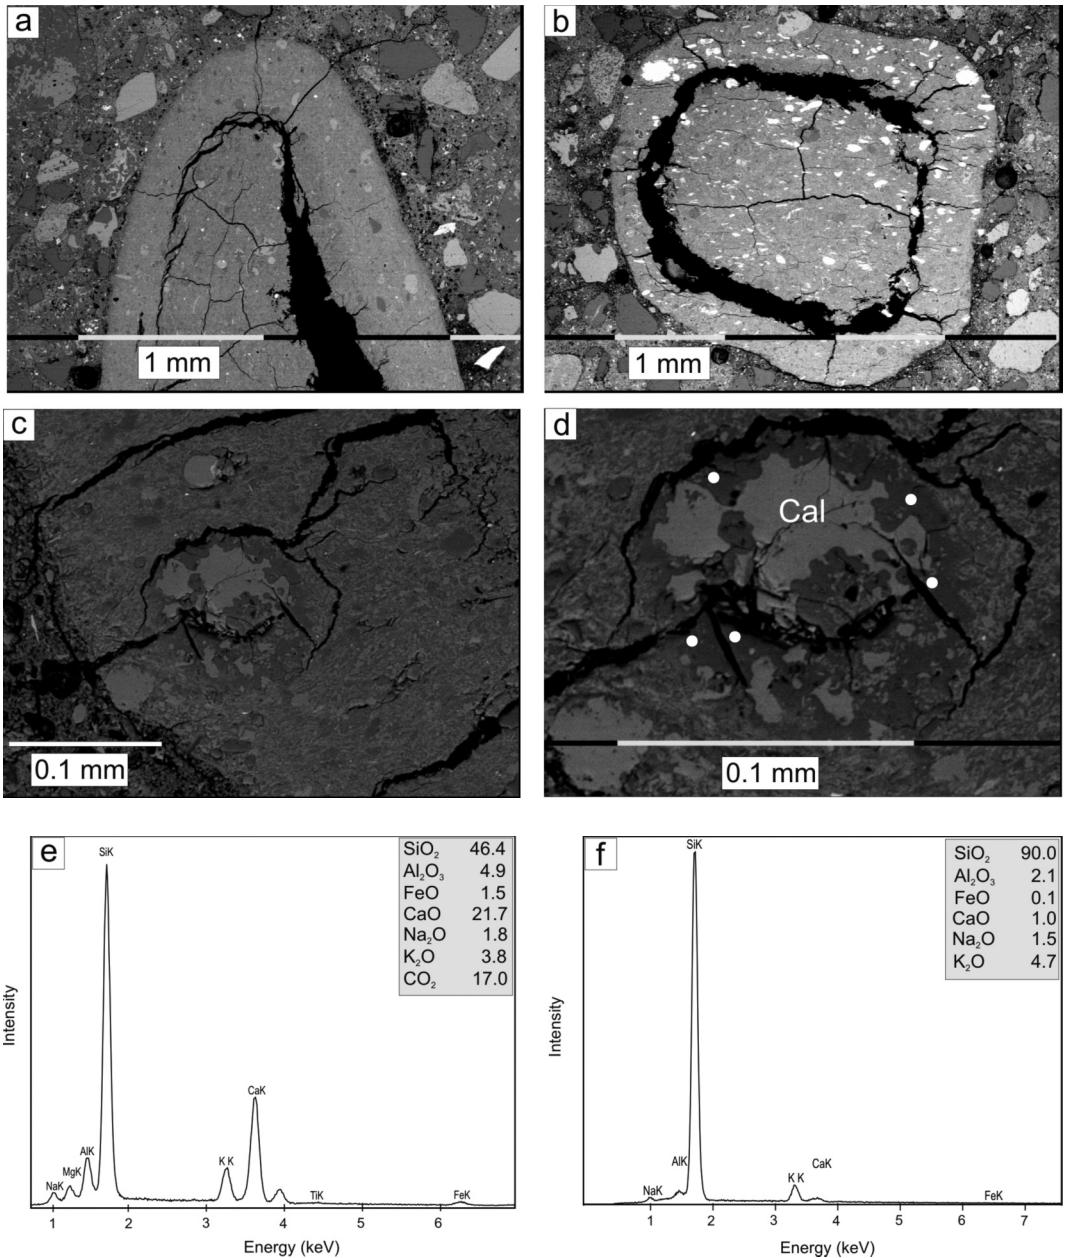 a
1 mm
b
1 mm
c
0.1 mm
d
Cal
0.1 mm
e
SiO₂ 46.4
Al₂O₃ 4.9
FeO 1.5
CaO 21.7
Na₂O 1.8
K₂O 3.8
CO₂ 17.0
SiK
CaK
AlK
K K
MgK
NaK
TiK
FeK
Intensity
1 2 3 4 5 6
Energy (keV)
f
SiO₂ 90.0
Al₂O₃ 2.1
FeO 0.1
CaO 1.0
Na₂O 1.5
K₂O 4.7
SiK
AlK
CaK
K K
NaK
FeK
Intensity
1 2 3 4 5 6 7
Energy (keV)